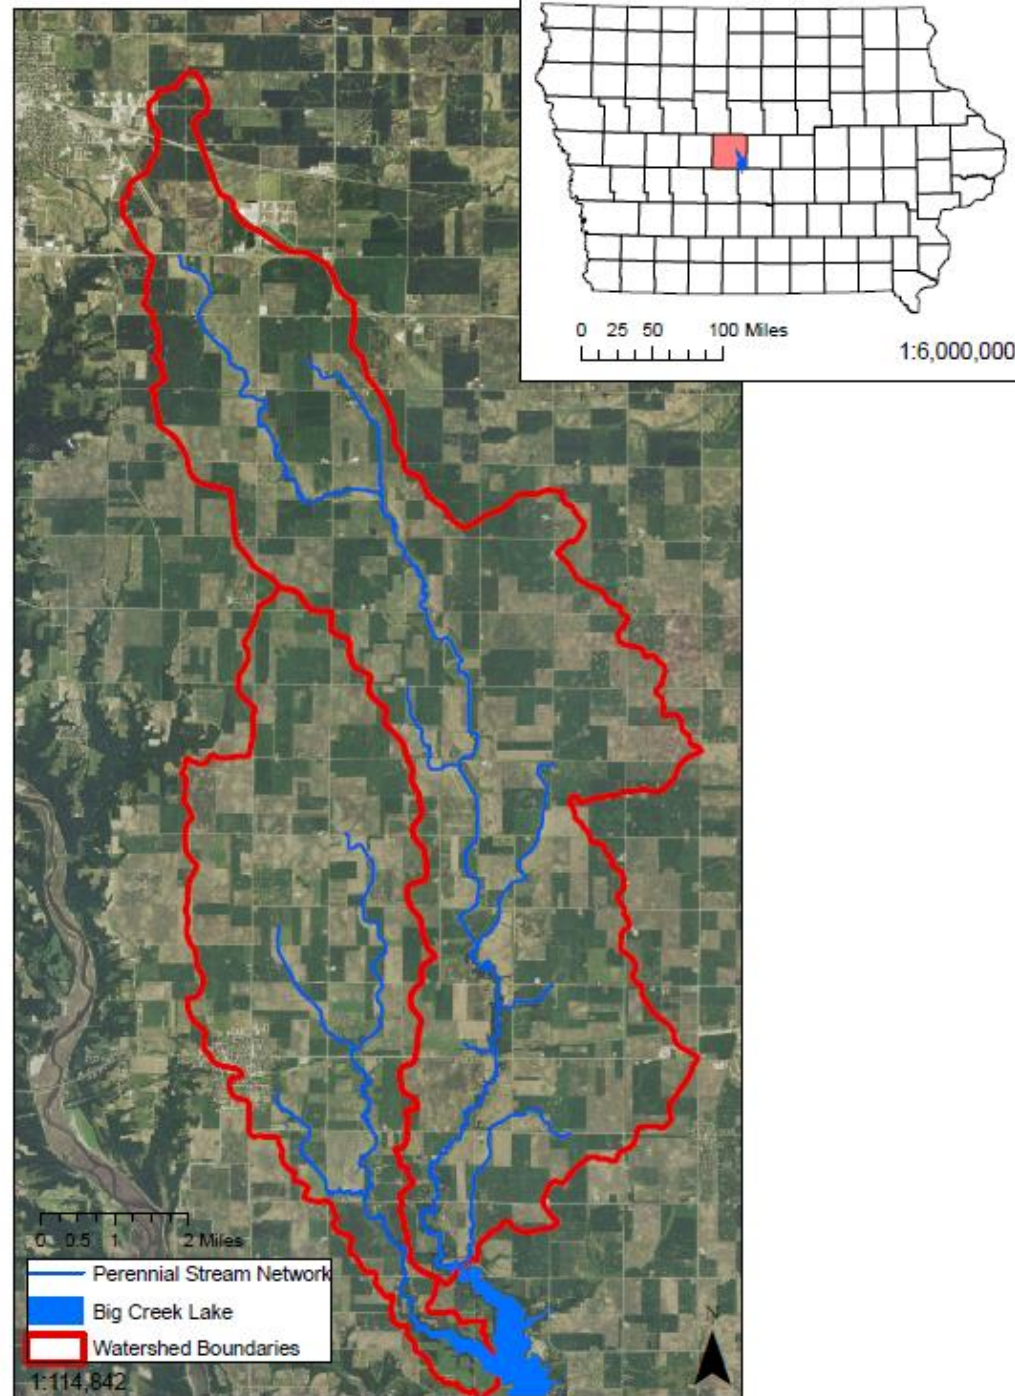 0 25 50 100 Miles
1:6,000,000
0 0.5 1 2 Miles
Perennial Stream Network
Big Creek Lake
Watershed Boundaries
1:114,842
N